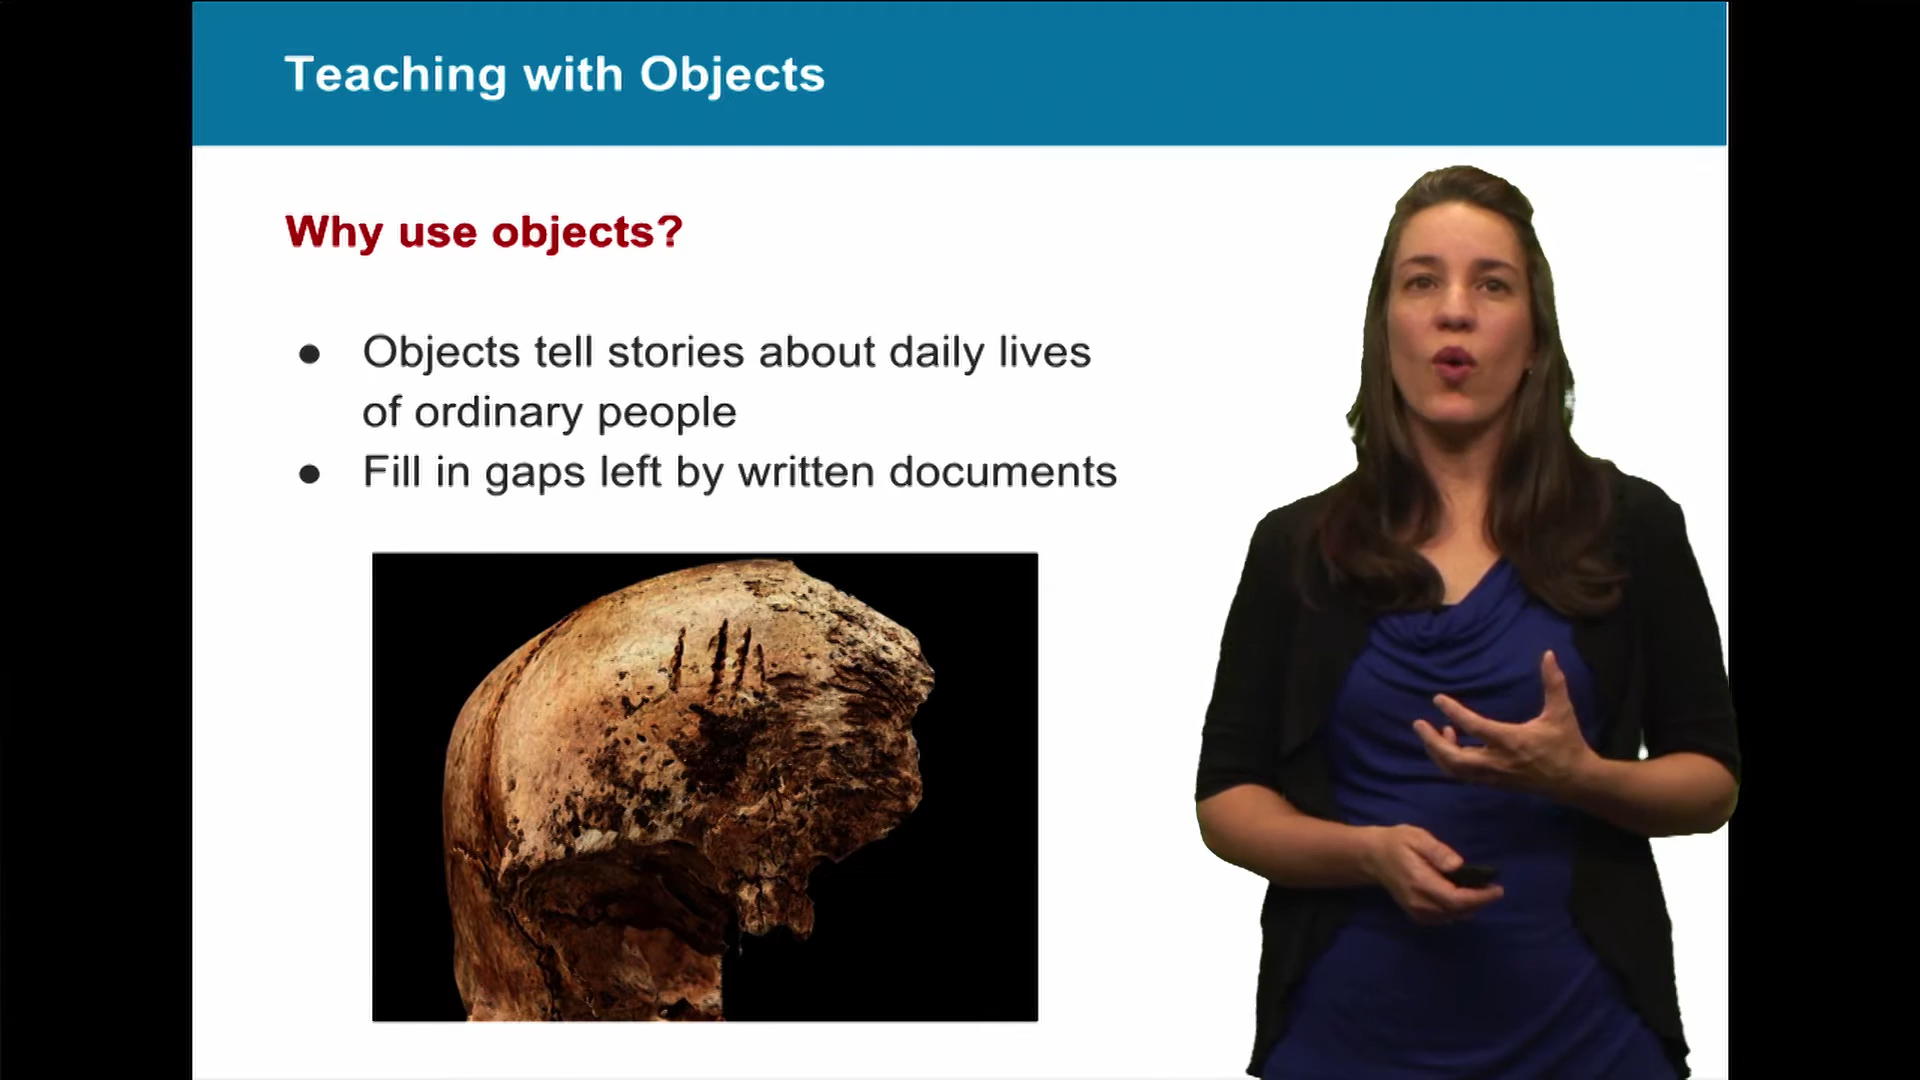 Teaching with Objects
Why use objects?
● Objects tell stories about daily lives
of ordinary people
● Fill in gaps left by written documents